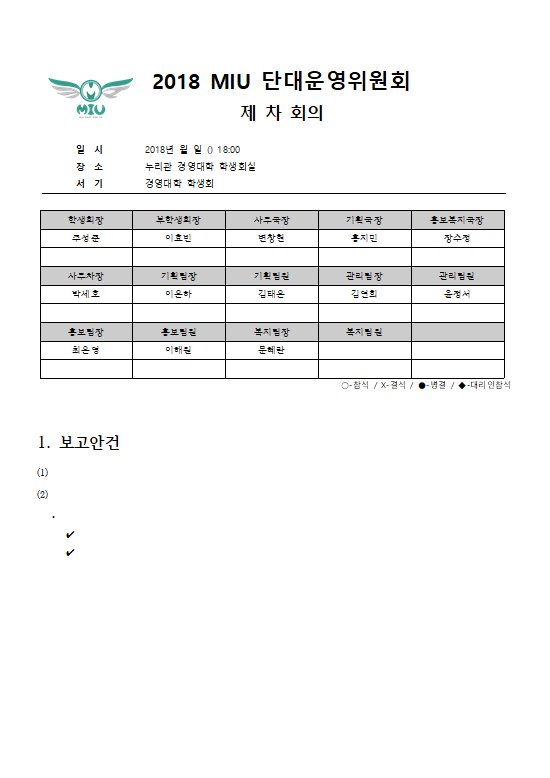 2018 MIU 단대운영위원회
MIU
제 차 회의
일 시 2018년 월 일 () 18:00
장 소 누리관 경영대학 학생회실
서 기 경영대학 학생회
학생회장 부학생회장 사무국장 기획국장 홍보복지국장
주성준 이효빈 변창현 홍지민 장수정
사무차장 기획팀장 기획팀원 관리팀장 관리팀원
박세호 이은하 김태은 김연희 윤정서
홍보팀장 홍보팀원 복지팀장 복지팀원
최은영 이해원 문혜란
○-참석 / X-결석 / ●-병결 / ◆-대리인참석
1. 보고안건
(1)
(2)